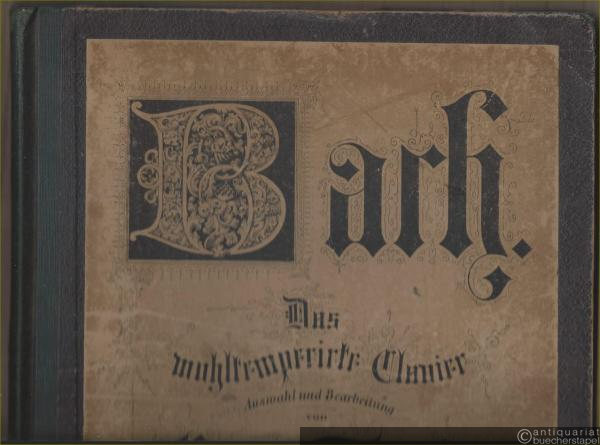 Bach.
Das
wohltemperirte Clavier
Auswahl und Bearbeitung
von
©antiquariat
buecherstapel